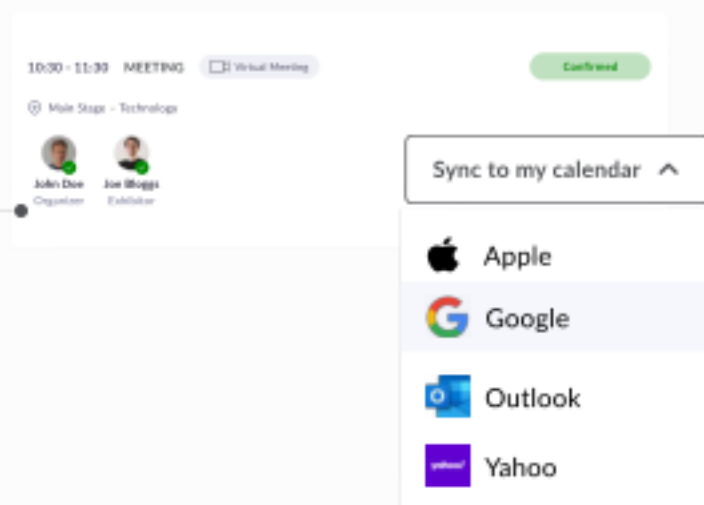 10:30 - 11:30 MEETING Virtual Meeting Confirmed
Main Stage - Technology
Sync to my calendar
John Doe Joe Bloggs
Organizer Exhibitor
Apple
Google
Outlook
yahoo! Yahoo